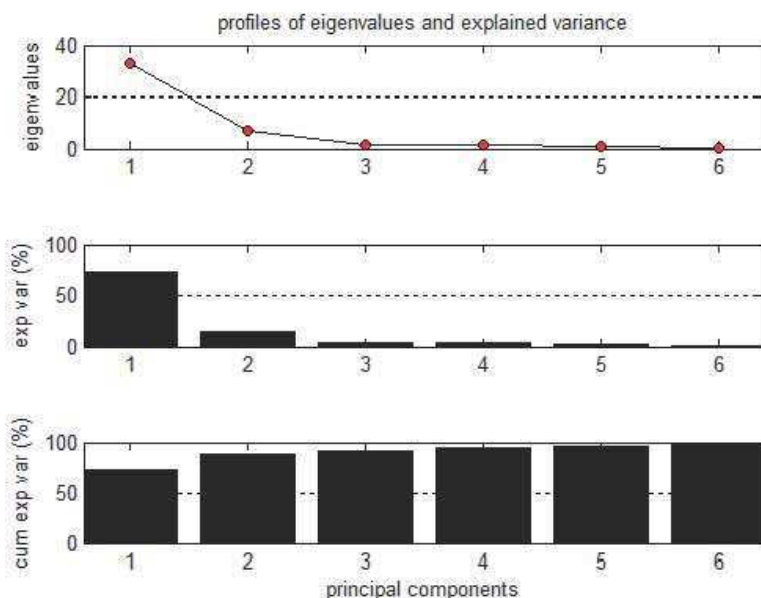 profiles of eigenvalues and explained variance
eigenvalues
40
20
0
1 2 3 4 5 6
exp var (%)
100
50
0
1 2 3 4 5 6
cum exp var (%)
100
50
0
1 2 3 4 5 6
principal components